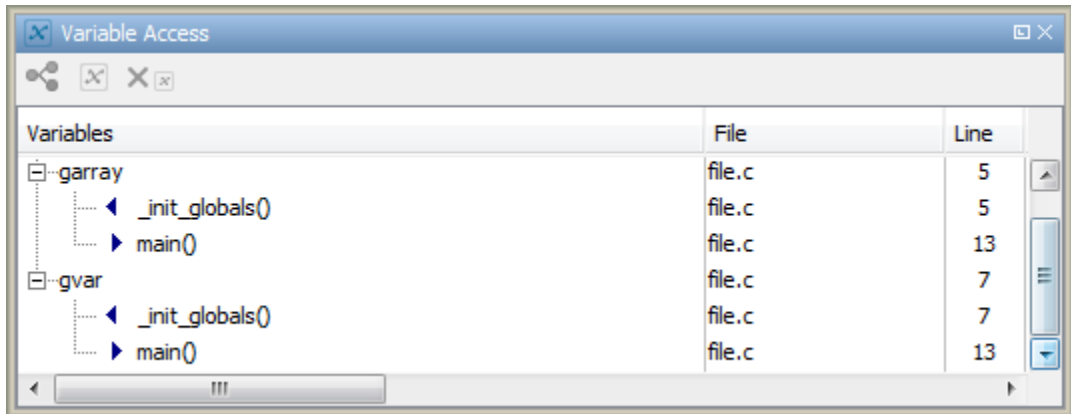 Variable Access
Variables File Line
garray file.c 5
_init_globals() file.c 5
main() file.c 13
gvar file.c 7
_init_globals() file.c 7
main() file.c 13